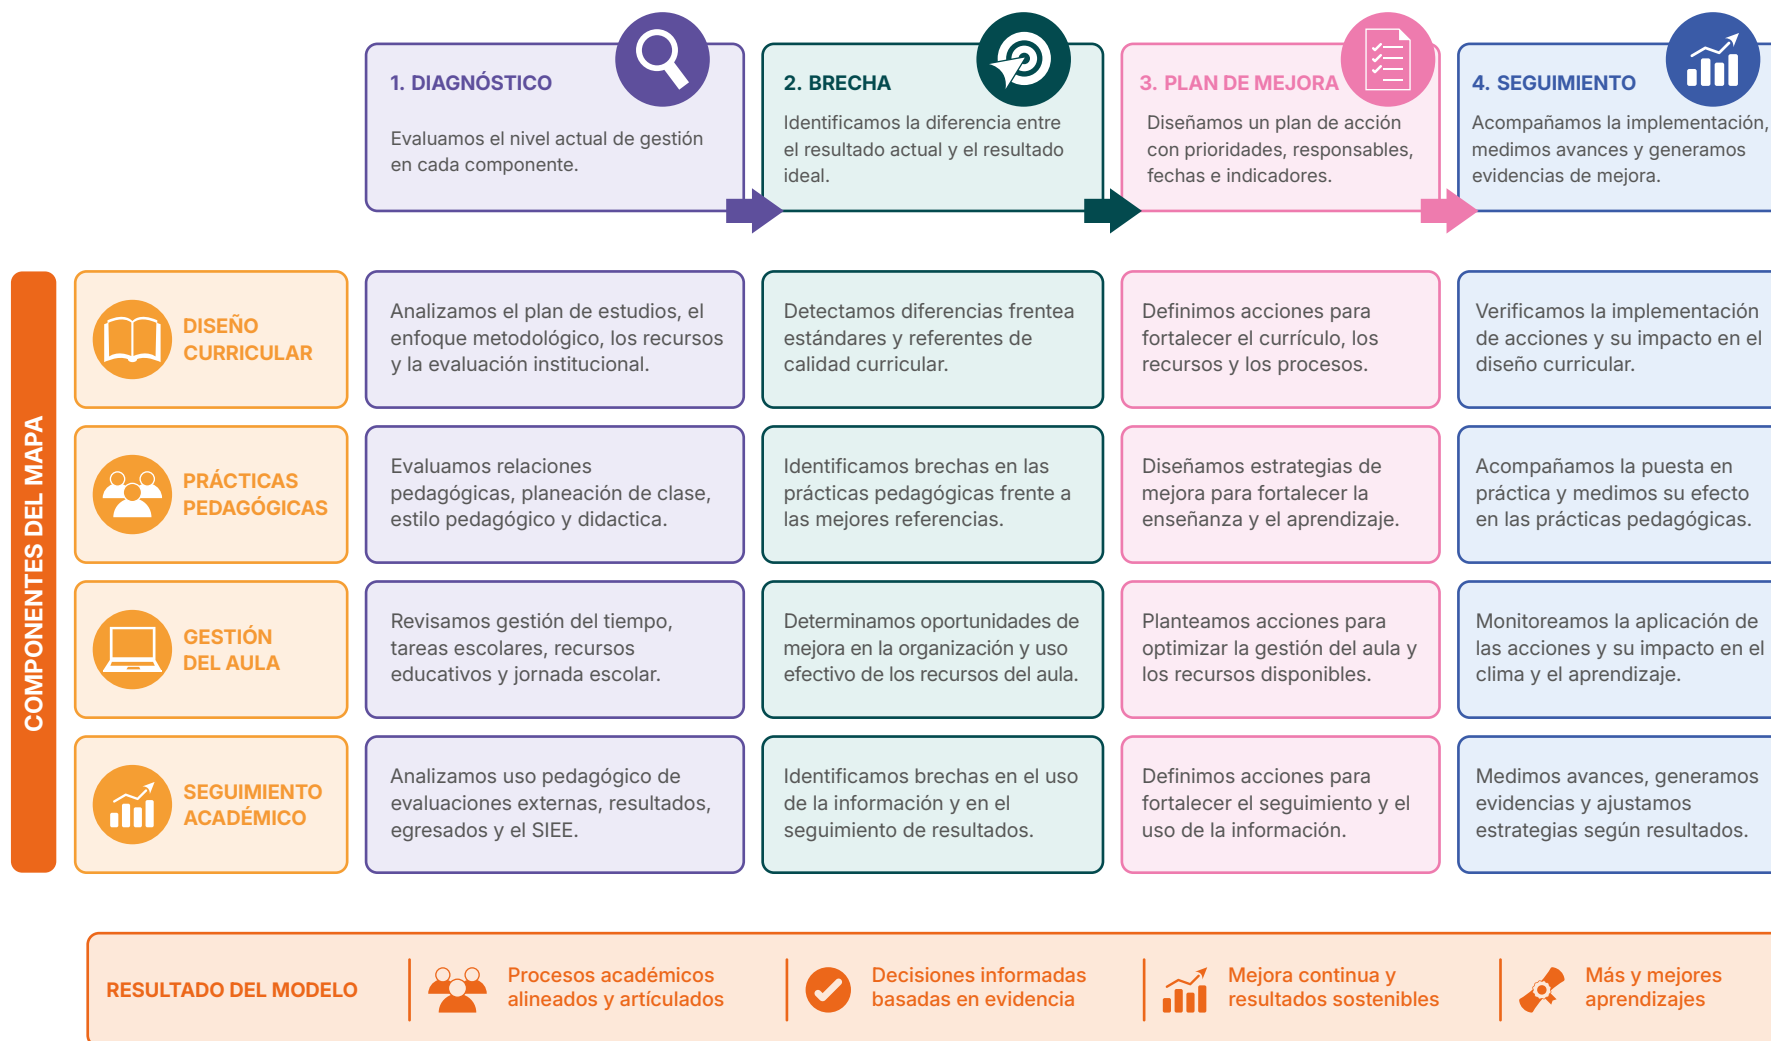 1. DIAGNÓSTICO
Evaluamos el nivel actual de gestión
en cada componente.
2. BRECHA
Identificamos la diferencia entre
el resultado actual y el resultado
ideal.
3. PLAN DE MEJORA
Diseñamos un plan de acción
con prioridades, responsables,
fechas e indicadores.
4. SEGUIMIENTO
Acompañamos la implementación,
medimos avances y generamos
evidencias de mejora.
COMPONENTES DEL MAPA
DISEÑO
CURRICULAR
Analizamos el plan de estudios, el
enfoque metodológico, los recursos
y la evaluación institucional.
Detectamos diferencias frentea
estándares y referentes de
calidad curricular.
Definimos acciones para
fortalecer el currículo, los
recursos y los procesos.
Verificamos la implementación
de acciones y su impacto en el
diseño curricular.
PRÁCTICAS
PEDAGÓGICAS
Evaluamos relaciones
pedagógicas, planeación de clase,
estilo pedagógico y didactica.
Identificamos brechas en las
prácticas pedagógicas frente a
las mejores referencias.
Diseñamos estrategias de
mejora para fortalecer la
enseñanza y el aprendizaje.
Acompañamos la puesta en
práctica y medimos su efecto
en las prácticas pedagógicas.
GESTIÓN
DEL AULA
Revisamos gestión del tiempo,
tareas escolares, recursos
educativos y jornada escolar.
Determinamos oportunidades de
mejora en la organización y uso
efectivo de los recursos del aula.
Planteamos acciones para
optimizar la gestión del aula y
los recursos disponibles.
Monitoreamos la aplicación de
las acciones y su impacto en el
clima y el aprendizaje.
SEGUIMIENTO
ACADÉMICO
Analizamos uso pedagógico de
evaluaciones externas, resultados,
egresados y el SIEE.
Identificamos brechas en el uso
de la información y en el
seguimiento de resultados.
Definimos acciones para
fortalecer el seguimiento y el
uso de la información.
Medimos avances, generamos
evidencias y ajustamos
estrategias según resultados.
RESULTADO DEL MODELO
Procesos académicos
alineados y artículados
Decisiones informadas
basadas en evidencia
Mejora continua y
resultados sostenibles
Más y mejores
aprendizajes